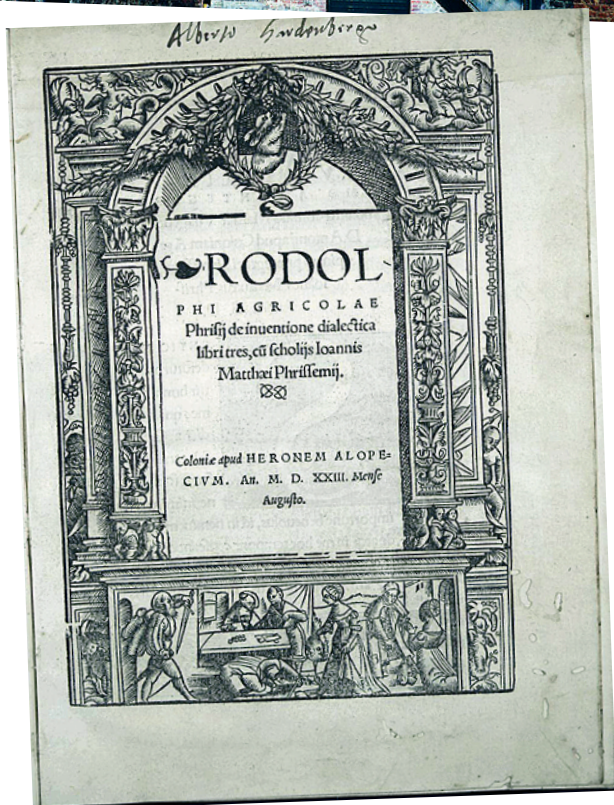 Alberto Hardenbergo
RODOL
PHI AGRICOLAE
Phrisij de inuentione dialectica
libri tres, cũ scholijs Ioannis
Matthæi Phrissemij.
Coloniæ apud HERONEM ALOPE=
CIVM. An. M. D. XXIII. Mense
Augusto.